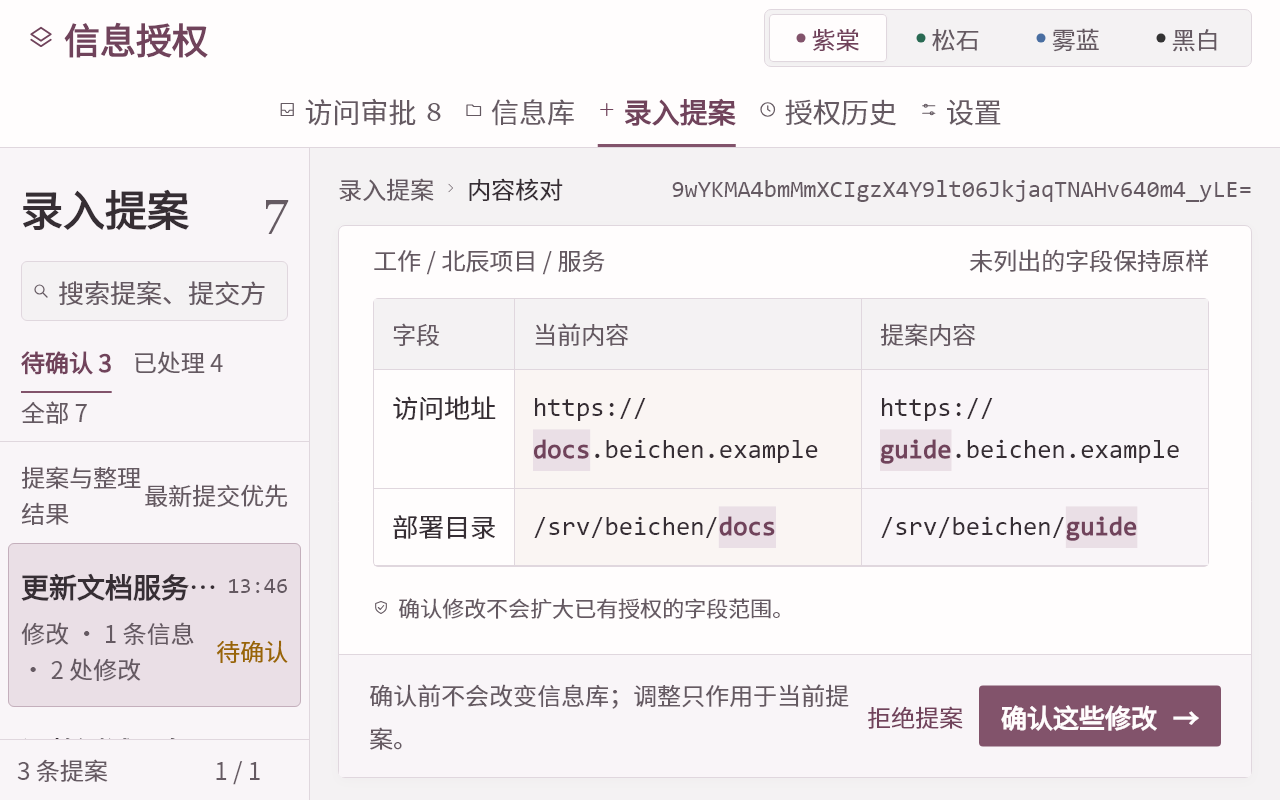 信息授权
紫棠
松石
雾蓝
黑白
访问审批 8
信息库
录入提案
授权历史
设置
录入提案
7
搜索提案、提交方
待确认 3
已处理 4
全部 7
提案与整理
结果
最新提交优先
更新文档服务… 13:46
修改 · 1 条信息
· 2 处修改
待确认
3 条提案
1 / 1
录入提案 › 内容核对
9wYKMA4bmMmXCIgzX4Y9lt06JkjaqTNAHv640m4_yLE=
工作 / 北辰项目 / 服务
未列出的字段保持原样
字段
当前内容
提案内容
访问地址
https://
docs.beichen.example
https://
guide.beichen.example
部署目录
/srv/beichen/docs
/srv/beichen/guide
确认修改不会扩大已有授权的字段范围。
确认前不会改变信息库；调整只作用于当前提
案。
拒绝提案
确认这些修改 →